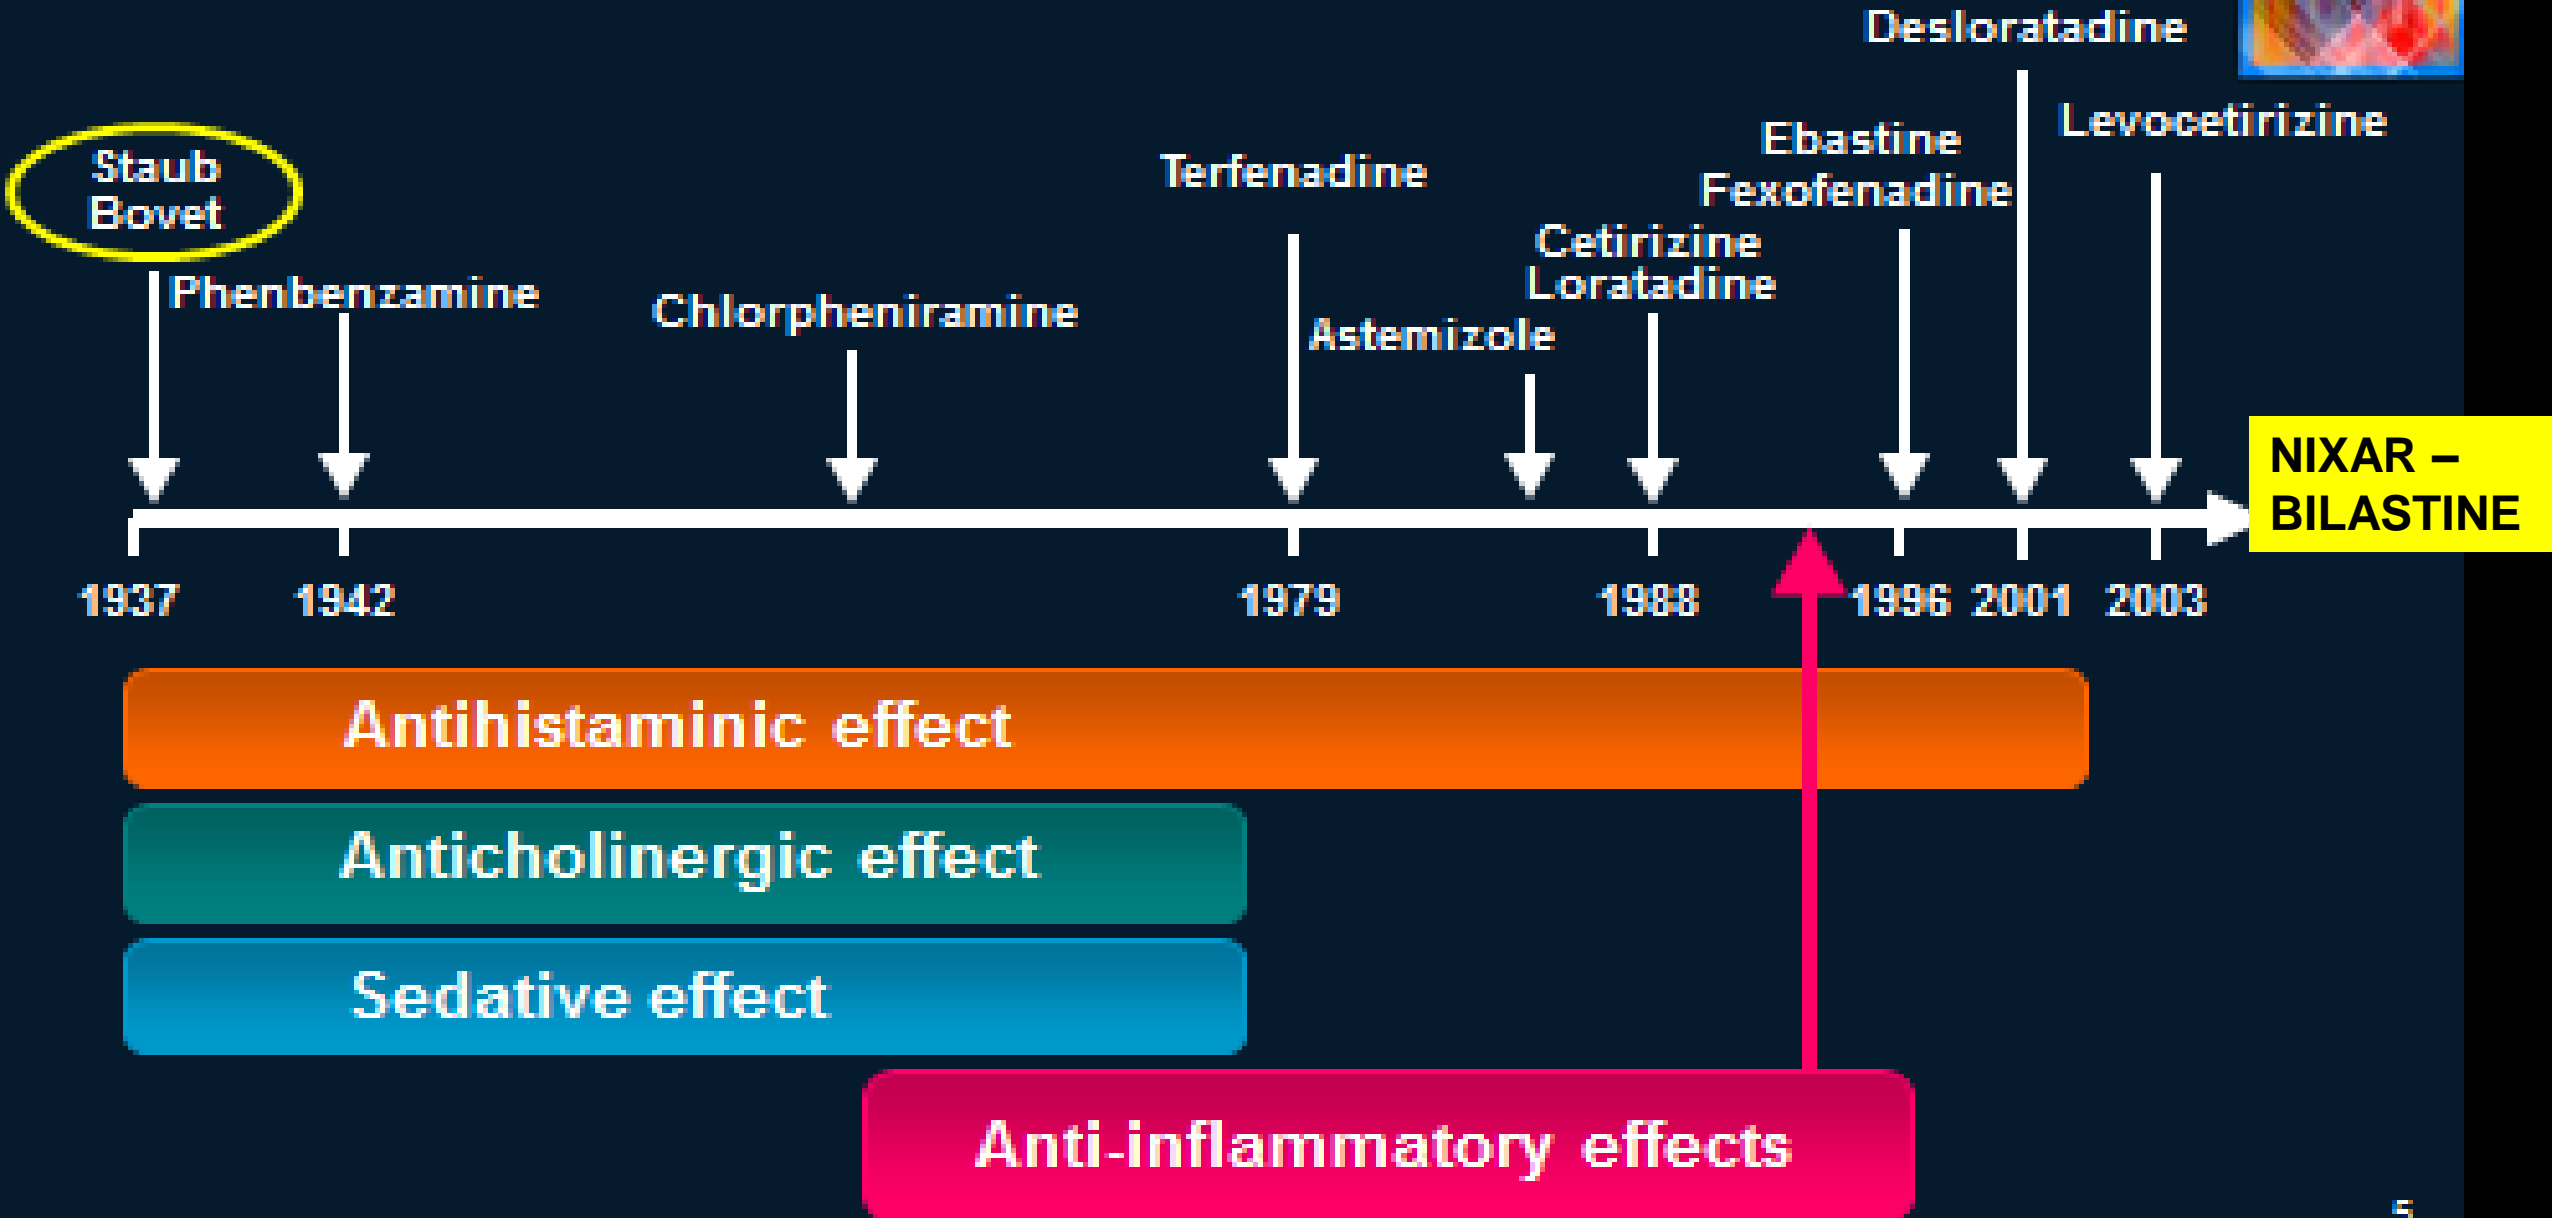 Desloratadine
Levocetirizine
Ebastine
Fexofenadine
Staub
Bovet
Terfenadine
Cetirizine
Loratadine
Phenbenzamine
Chlorpheniramine
Astemizole
NIXAR –
BILASTINE
1937 1942 1979 1988 1996 2001 2003
Antihistaminic effect
Anticholinergic effect
Sedative effect
Anti-inflammatory effects
5